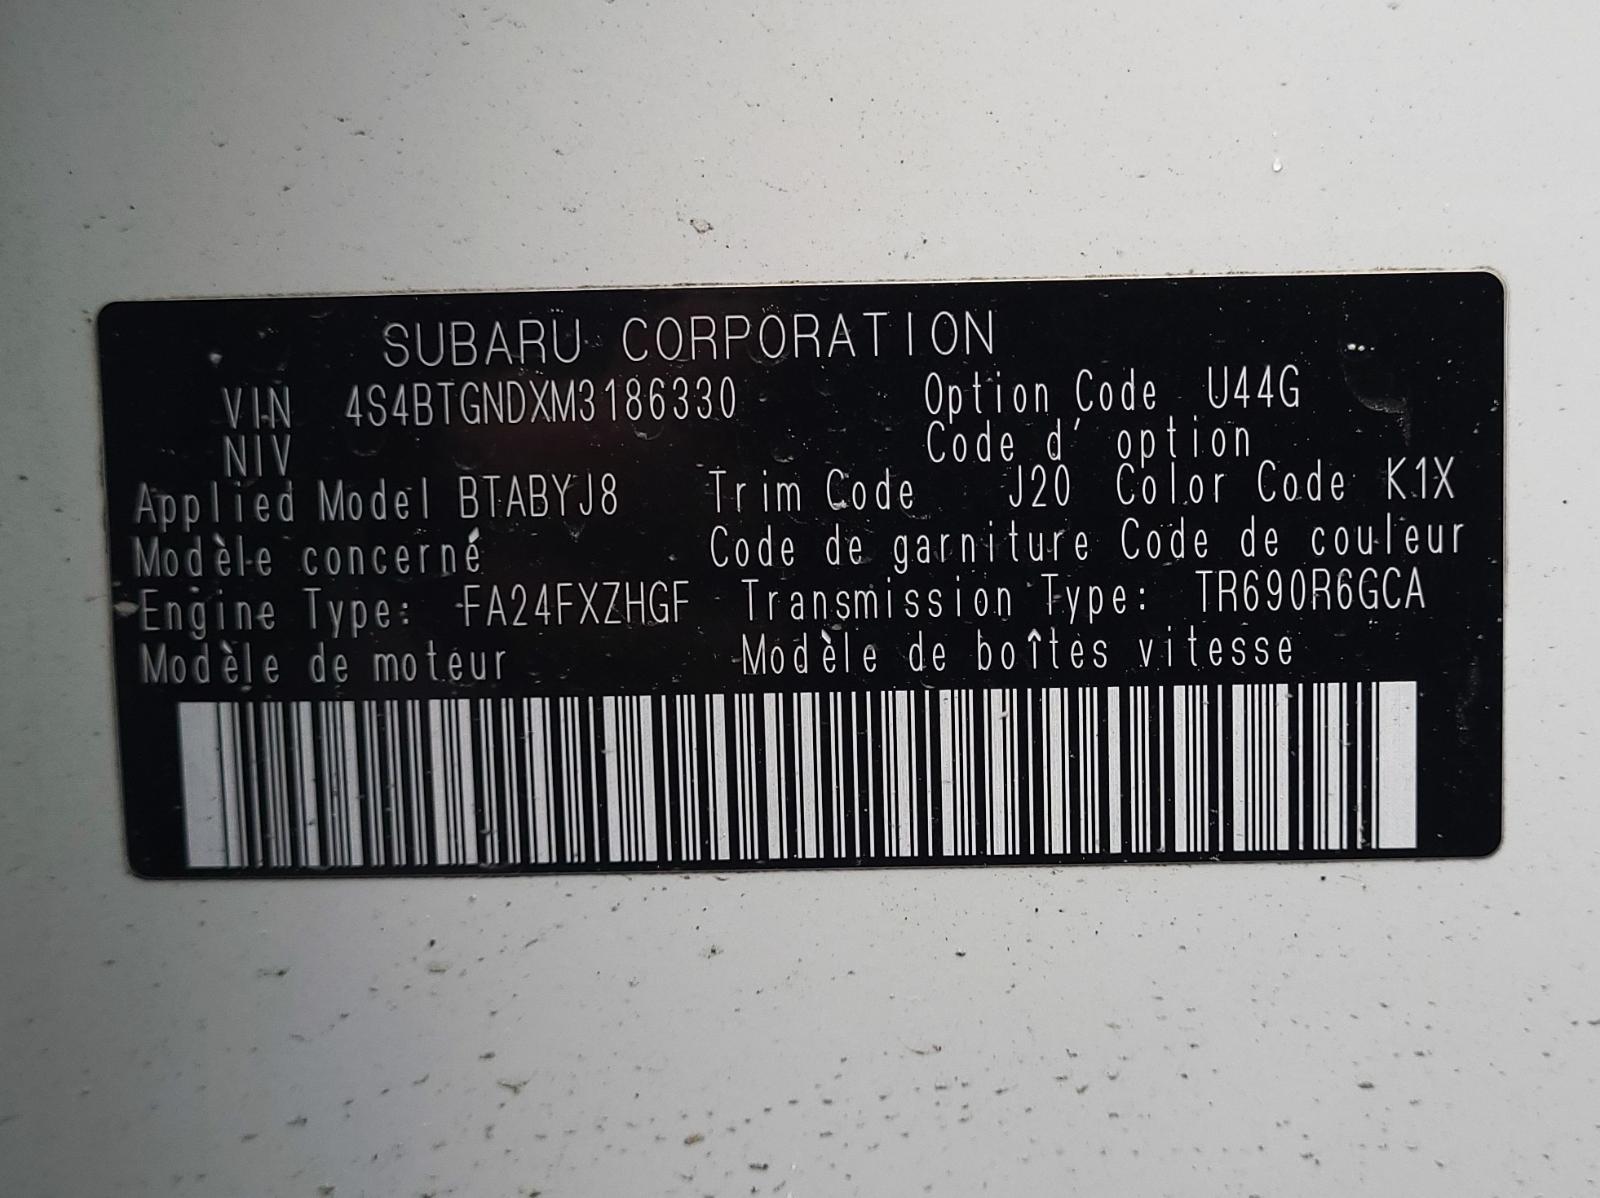 SUBARU CORPORATION
VIN 4S4BTGNDXM3186330 Option Code U44G
NIV Code d' option
Applied Model BTABYJ8 Trim Code J20 Color Code K1X
Modèle concerné Code de garniture Code de couleur
Engine Type: FA24FXZHGF Transmission Type: TR690R6GCA
Modèle de moteur Modèle de boîtes vitesse